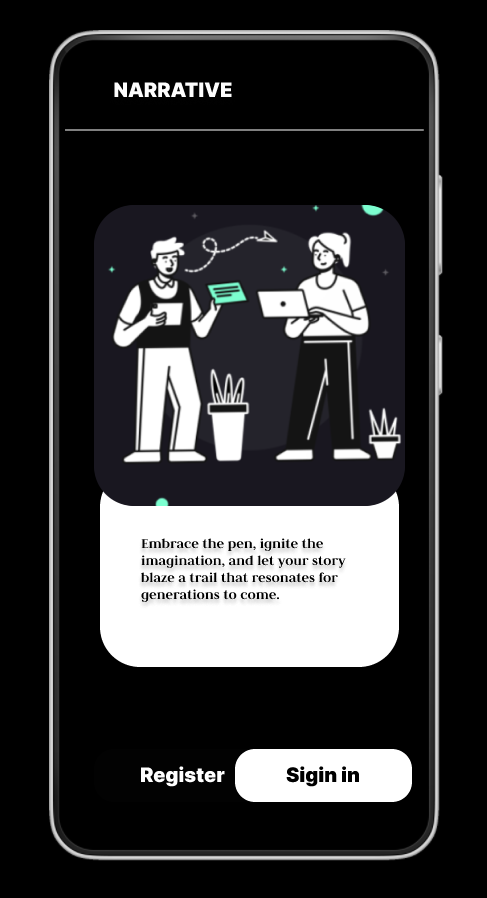 NARRATIVE
Embrace the pen, ignite the
imagination, and let your story
blaze a trail that resonates for
generations to come.
Register Sigin in